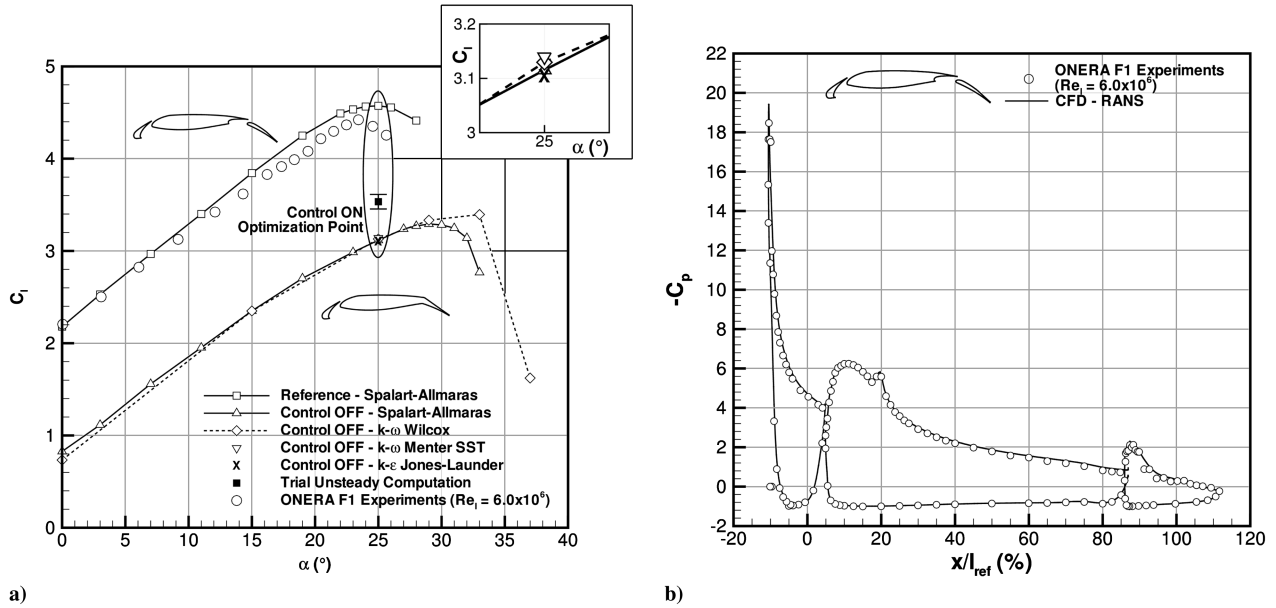 3.2
C_l
3.1
3
25
α (°)
5
4
3
2
1
0
C_l
Control ON
Optimization Point
Reference - Spalart-Allmaras
Control OFF - Spalart-Allmaras
Control OFF - k-ω Wilcox
Control OFF - k-ω Menter SST
Control OFF - k-ε Jones-Launder
Trial Unsteady Computation
ONERA F1 Experiments (Re_l = 6.0x10^6)
0 5 10 15 20 25 30 35 40
α (°)
a)
22
20
18
16
14
12
10
8
6
4
2
0
-2
-C_p
ONERA F1 Experiments
(Re_l = 6.0x10^6)
CFD - RANS
-20 0 20 40 60 80 100 120
x/l_ref (%)
b)